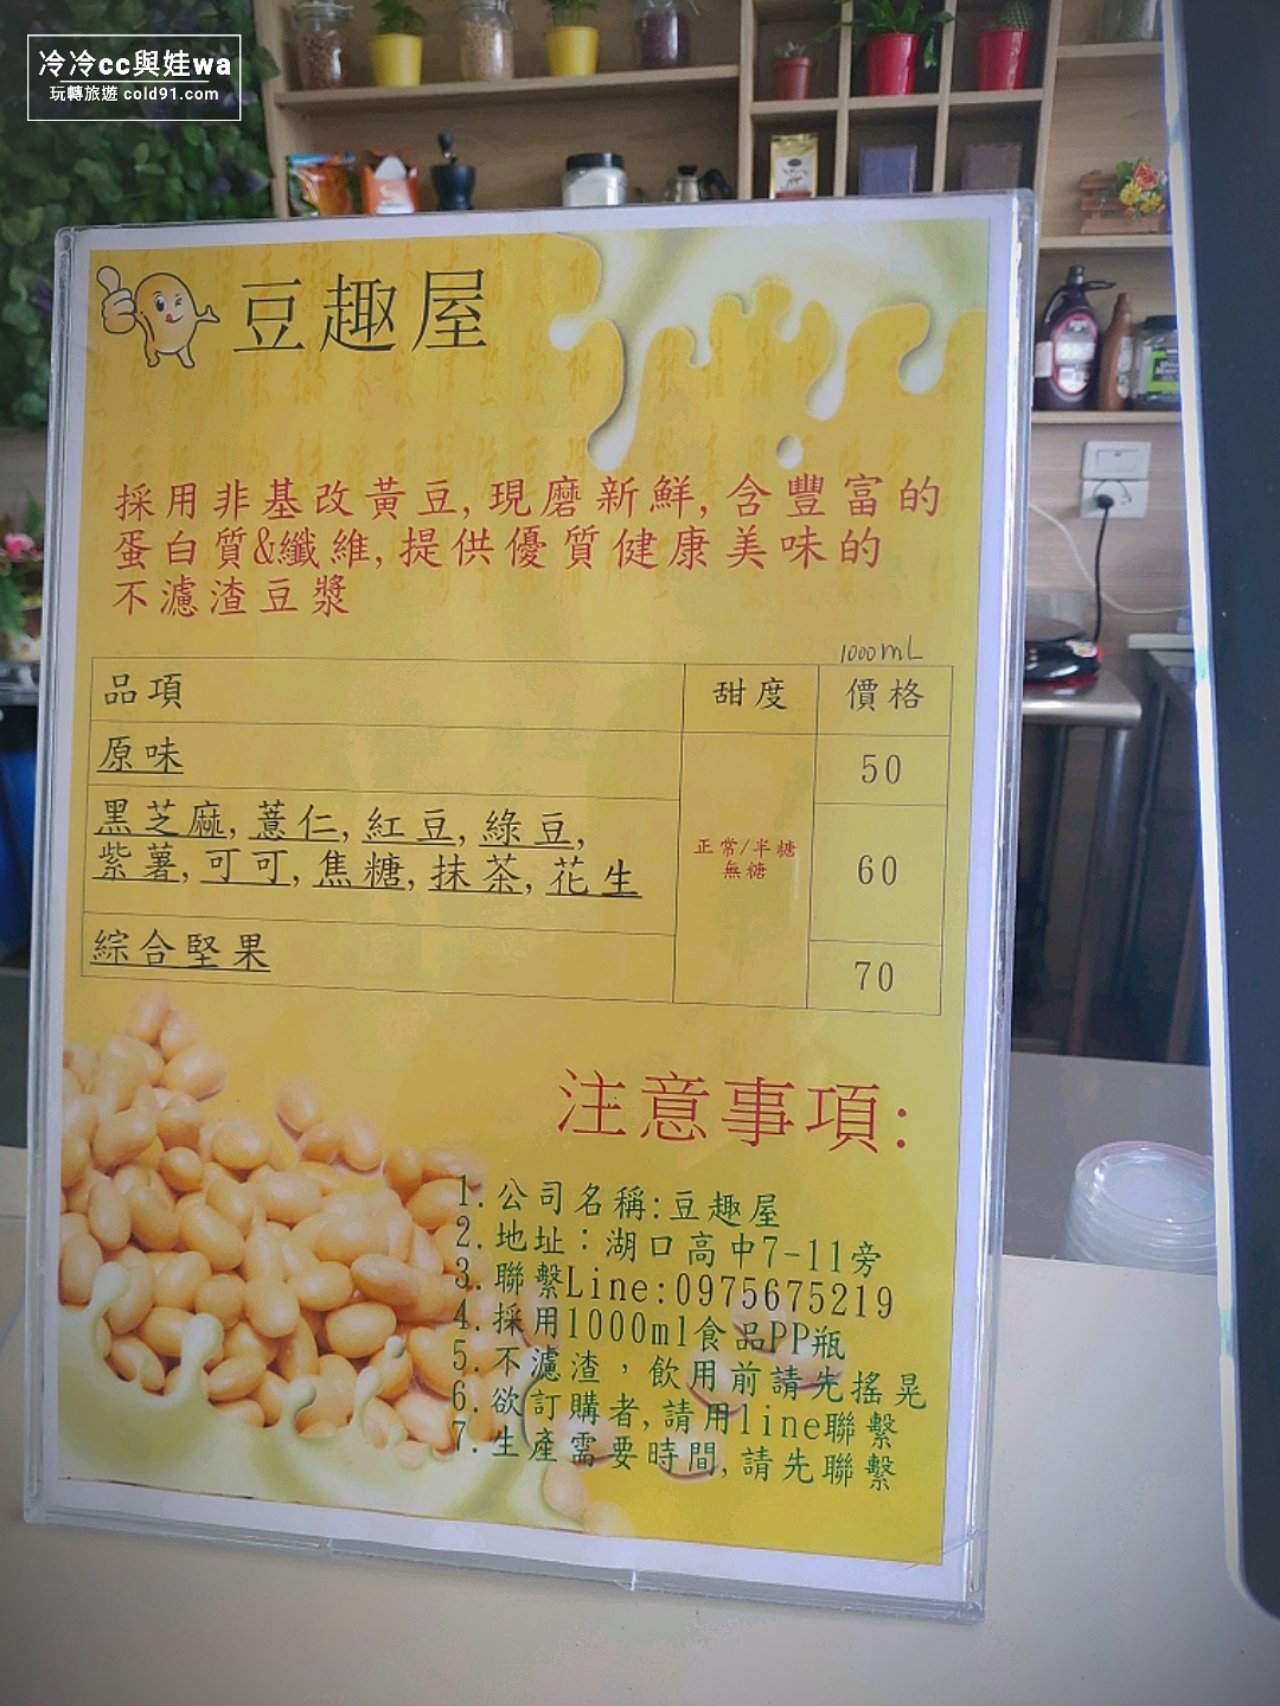 冷冷cc與娃wa
玩轉旅遊 cold91.com
豆趣屋
採用非基改黃豆,現磨新鮮,含豐富的
蛋白質&纖維,提供優質健康美味的
不濾渣豆漿
1000mL
品項 甜度 價格
原味 50
黑芝麻,薏仁,紅豆,綠豆,
紫薯,可可,焦糖,抹茶,花生 60
正常/半糖
無糖
綜合堅果 70
注意事項:
1.公司名稱:豆趣屋
2.地址：湖口高中7-11旁
3.聯繫Line:0975675219
4.採用1000ml食品PP瓶
5.不濾渣，飲用前請先搖晃
6.欲訂購者,請用line聯繫
7.生產需要時間,請先聯繫